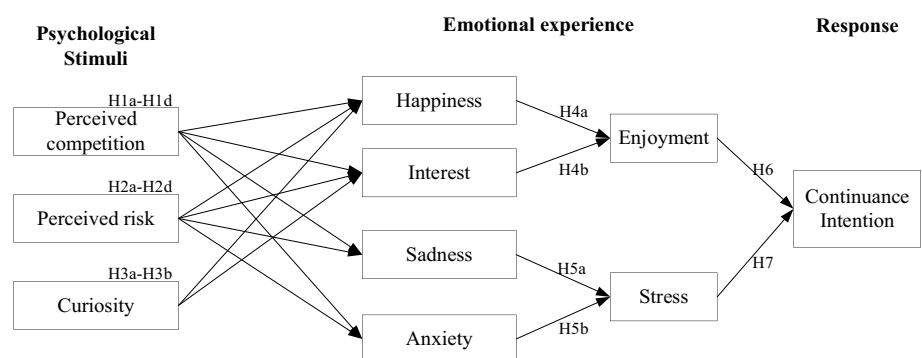 Psychological
Stimuli
Emotional experience
Response
H1a-H1d
Perceived
competition
H2a-H2d
Perceived risk
H3a-H3b
Curiosity
Happiness
Interest
Sadness
Anxiety
H4a
H4b
H5a
H5b
Enjoyment
Stress
H6
H7
Continuance
Intention